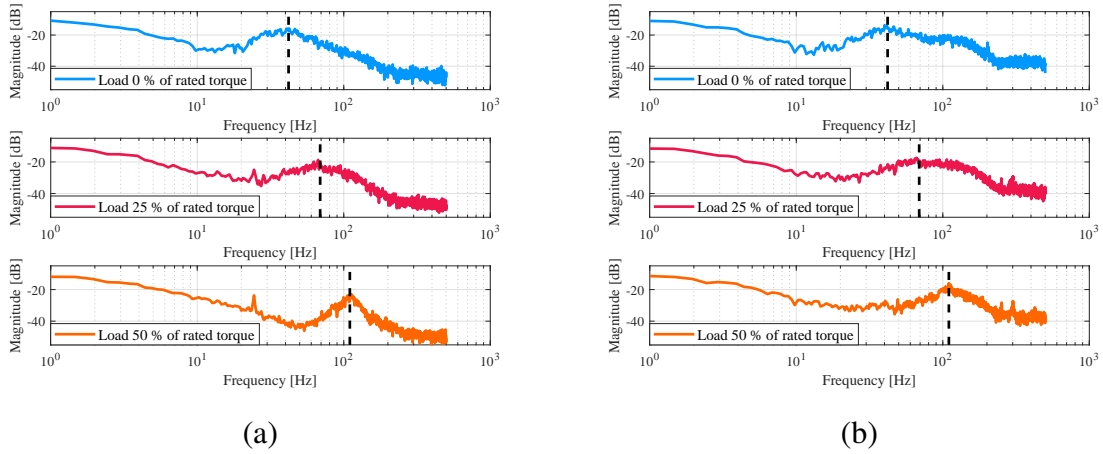 Magnitude [dB]
-20
-40
Load 0 % of rated torque
10^0
10^1
10^2
10^3
Frequency [Hz]
Magnitude [dB]
-20
-40
Load 25 % of rated torque
10^0
10^1
10^2
10^3
Frequency [Hz]
Magnitude [dB]
-20
-40
Load 50 % of rated torque
10^0
10^1
10^2
10^3
Frequency [Hz]
(a)
Magnitude [dB]
-20
-40
Load 0 % of rated torque
10^0
10^1
10^2
10^3
Frequency [Hz]
Magnitude [dB]
-20
-40
Load 25 % of rated torque
10^0
10^1
10^2
10^3
Frequency [Hz]
Magnitude [dB]
-20
-40
Load 50 % of rated torque
10^0
10^1
10^2
10^3
Frequency [Hz]
(b)